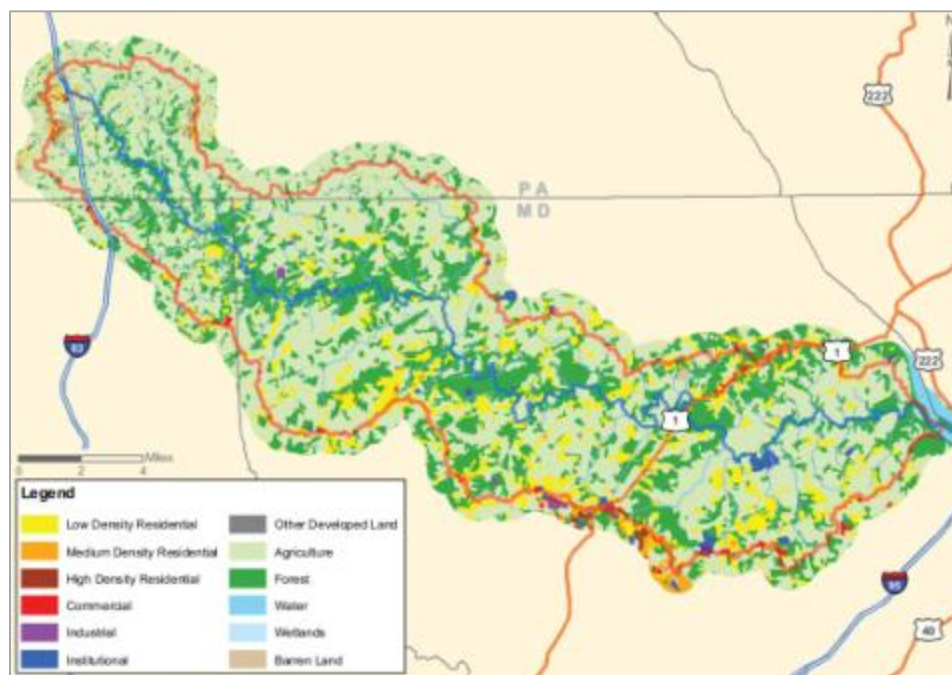 N
222
PA
MD
83
1
222
1
Miles
0 2 4
95
40
Legend
Low Density Residential
Medium Density Residential
High Density Residential
Commercial
Industrial
Institutional
Other Developed Land
Agriculture
Forest
Water
Wetlands
Barren Land